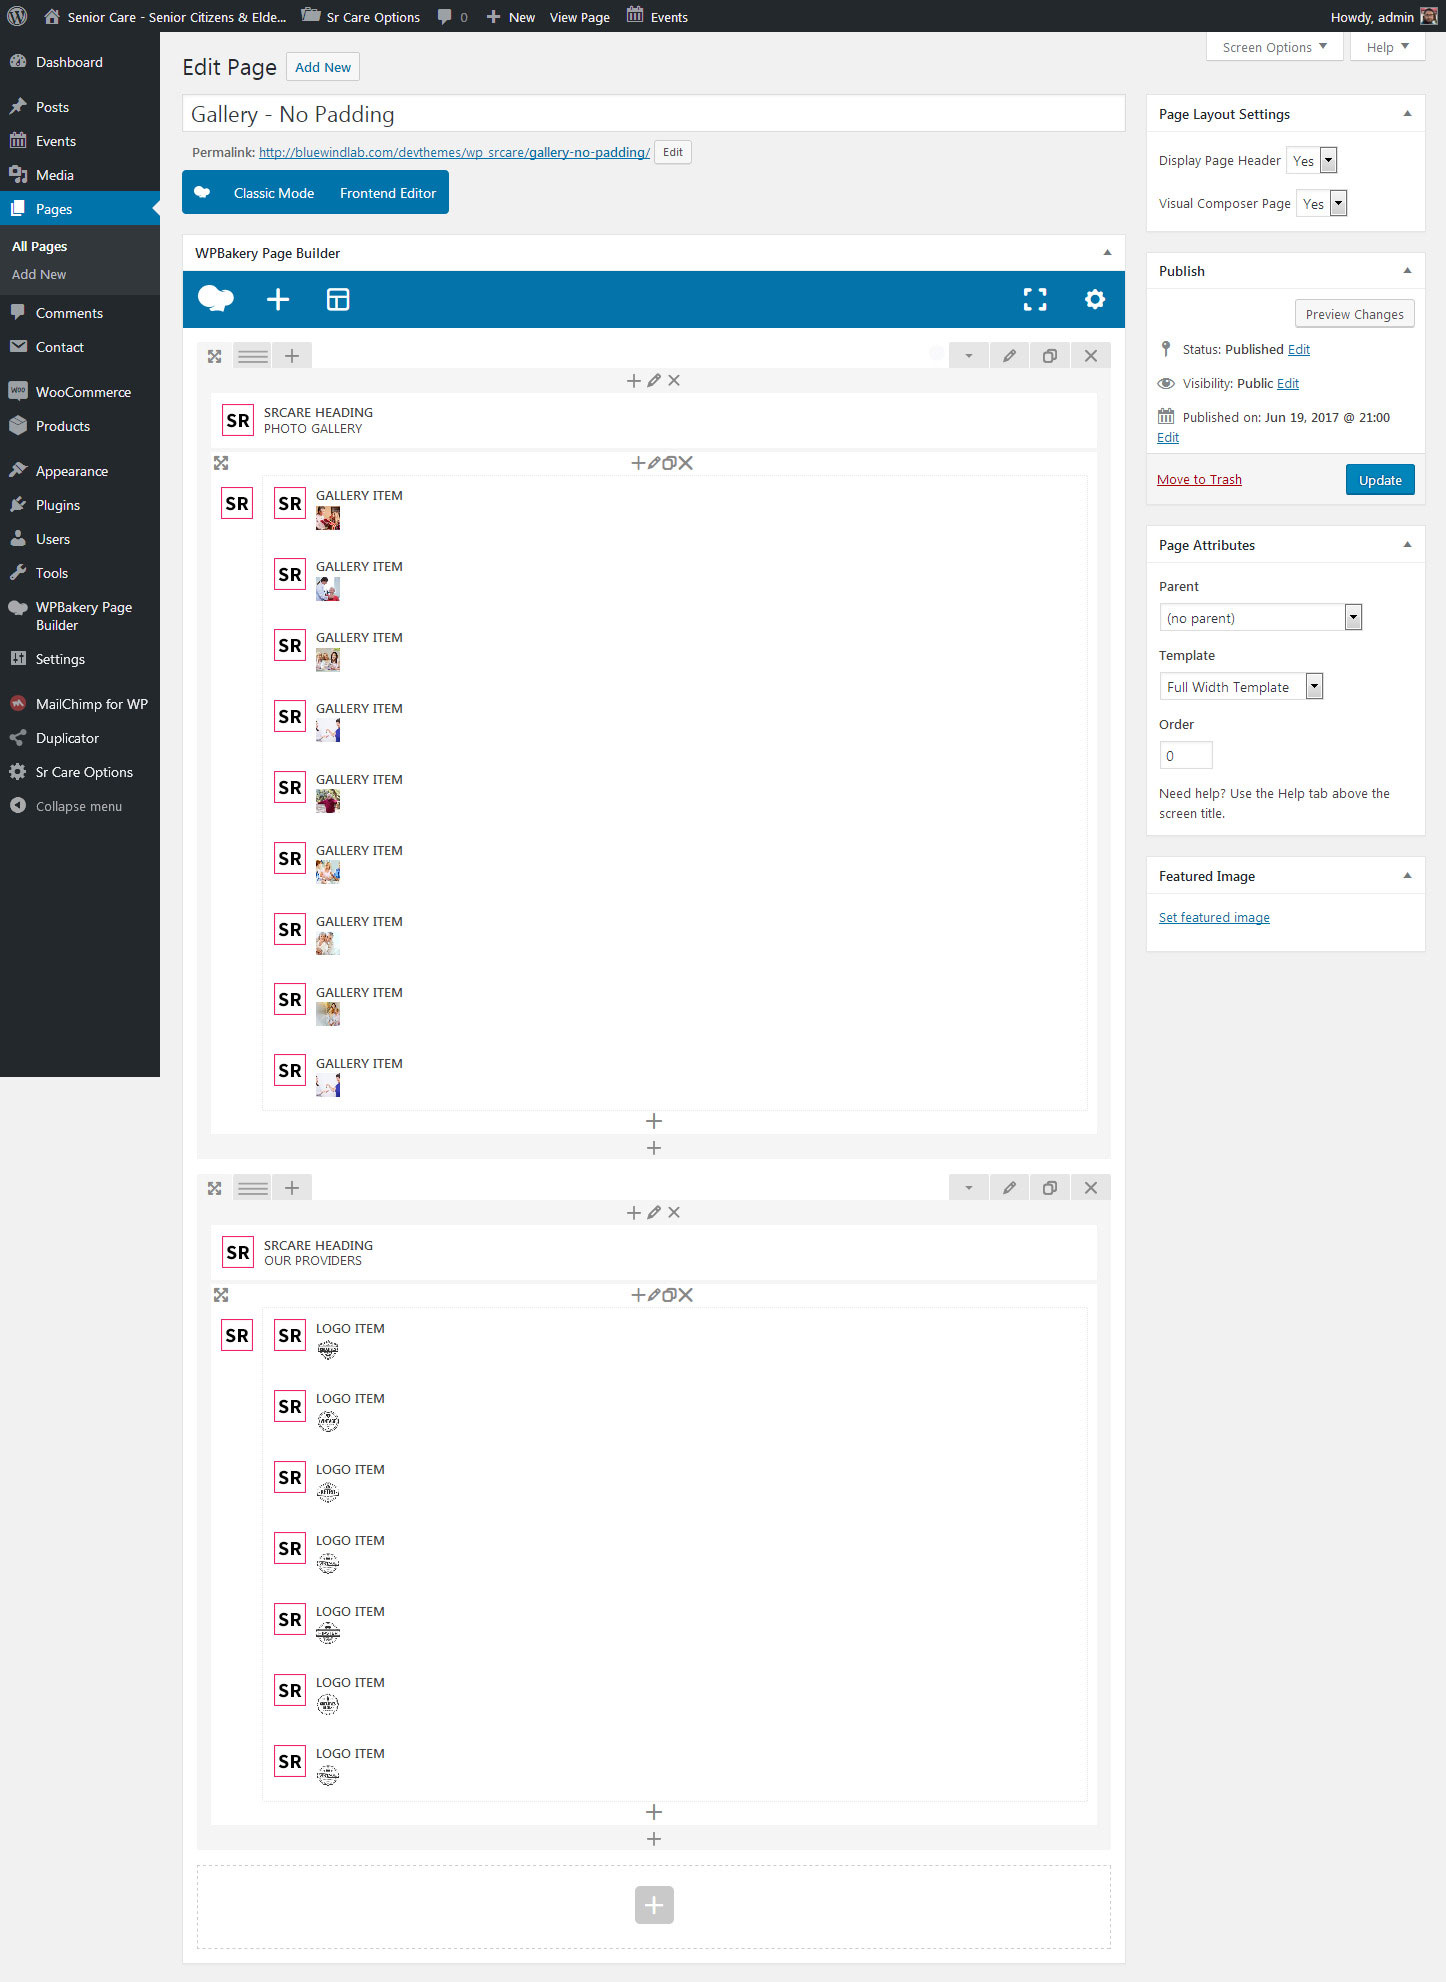 Senior Care - Senior Citizens & Elde...
Sr Care Options
0
New
View Page
Events
Howdy, admin
Dashboard
Posts
Events
Media
Pages
All Pages
Add New
Comments
Contact
WooCommerce
Products
Appearance
Plugins
Users
Tools
WPBakery Page
Builder
Settings
MailChimp for WP
Duplicator
Sr Care Options
Collapse menu
Screen Options
Help
Edit Page
Add New
Gallery - No Padding
Permalink: http://bluewindlab.com/devthemes/wp_srcare/gallery-no-padding/
Edit
Classic Mode
Frontend Editor
WPBakery Page Builder
SR
SRCARE HEADING
PHOTO GALLERY
SR
SR
GALLERY ITEM
SR
GALLERY ITEM
SR
GALLERY ITEM
SR
GALLERY ITEM
SR
GALLERY ITEM
SR
GALLERY ITEM
SR
GALLERY ITEM
SR
GALLERY ITEM
SR
GALLERY ITEM
SR
SRCARE HEADING
OUR PROVIDERS
SR
SR
LOGO ITEM
SR
LOGO ITEM
SR
LOGO ITEM
SR
LOGO ITEM
SR
LOGO ITEM
SR
LOGO ITEM
SR
LOGO ITEM
Page Layout Settings
Display Page Header Yes
Visual Composer Page Yes
Publish
Preview Changes
Status: Published Edit
Visibility: Public Edit
Published on: Jun 19, 2017 @ 21:00
Edit
Move to Trash
Update
Page Attributes
Parent
(no parent)
Template
Full Width Template
Order
0
Need help? Use the Help tab above the
screen title.
Featured Image
Set featured image